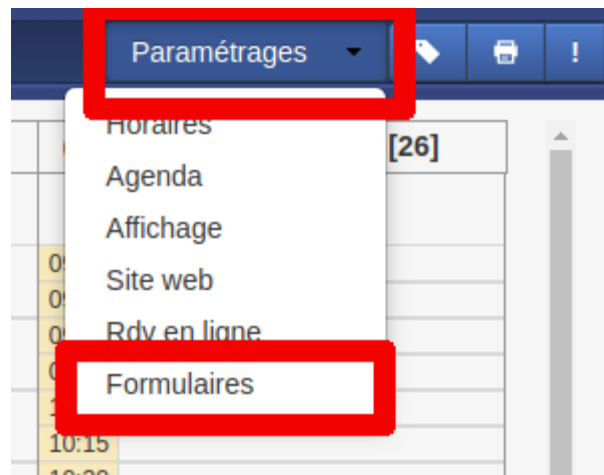 Paramétrages
!
Horaires
[26]
Agenda
Affichage
Site web
Rdv en ligne
Formulaires
10:15